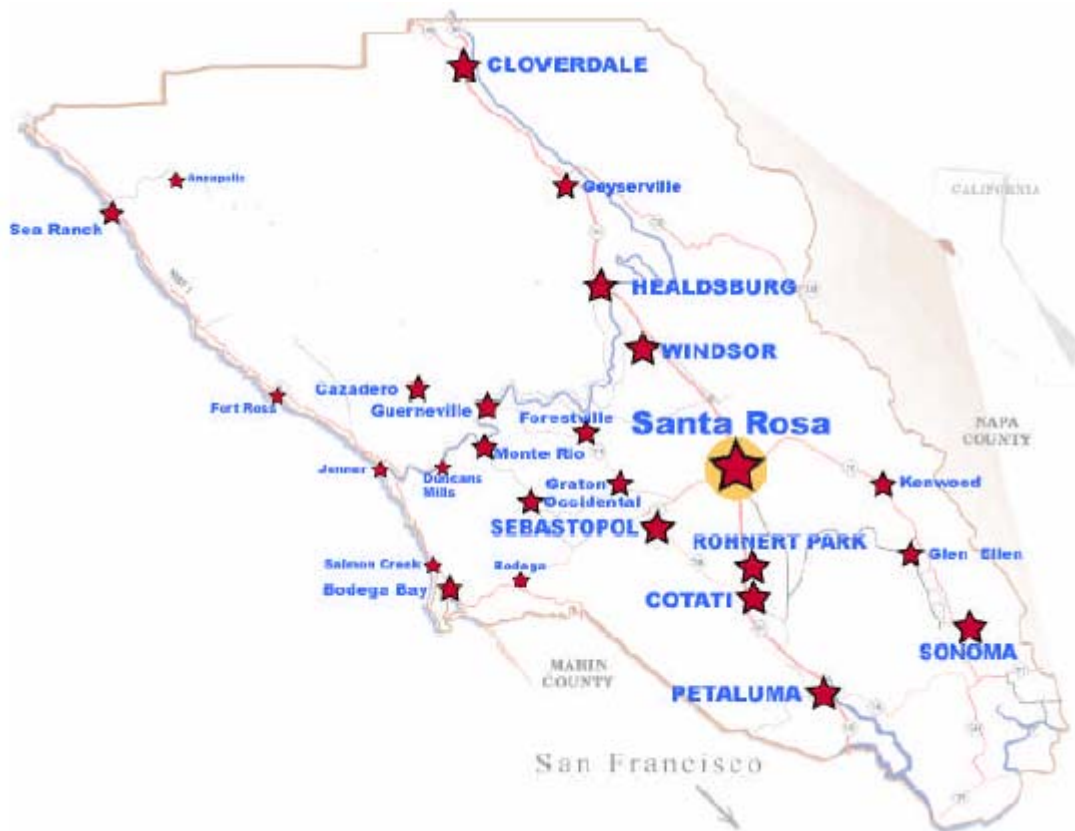 CLOVERDALE
Annapolis
Geyserville
CALIFORNIA
Sea Ranch
HWY 1
HEALDSBURG
WINDSOR
Cazadero
Guerneville
Fort Ross
Forestville
Santa Rosa
NAPA
COUNTY
Monte Rio
Jenner
Duncans
Mills
Graton
Kenwood
Occidental
SEBASTOPOL
ROHNERT PARK
Glen Ellen
Salmon Creek
Bodega
Bodega Bay
COTATI
SONOMA
MARIN
COUNTY
PETALUMA
San Francisco